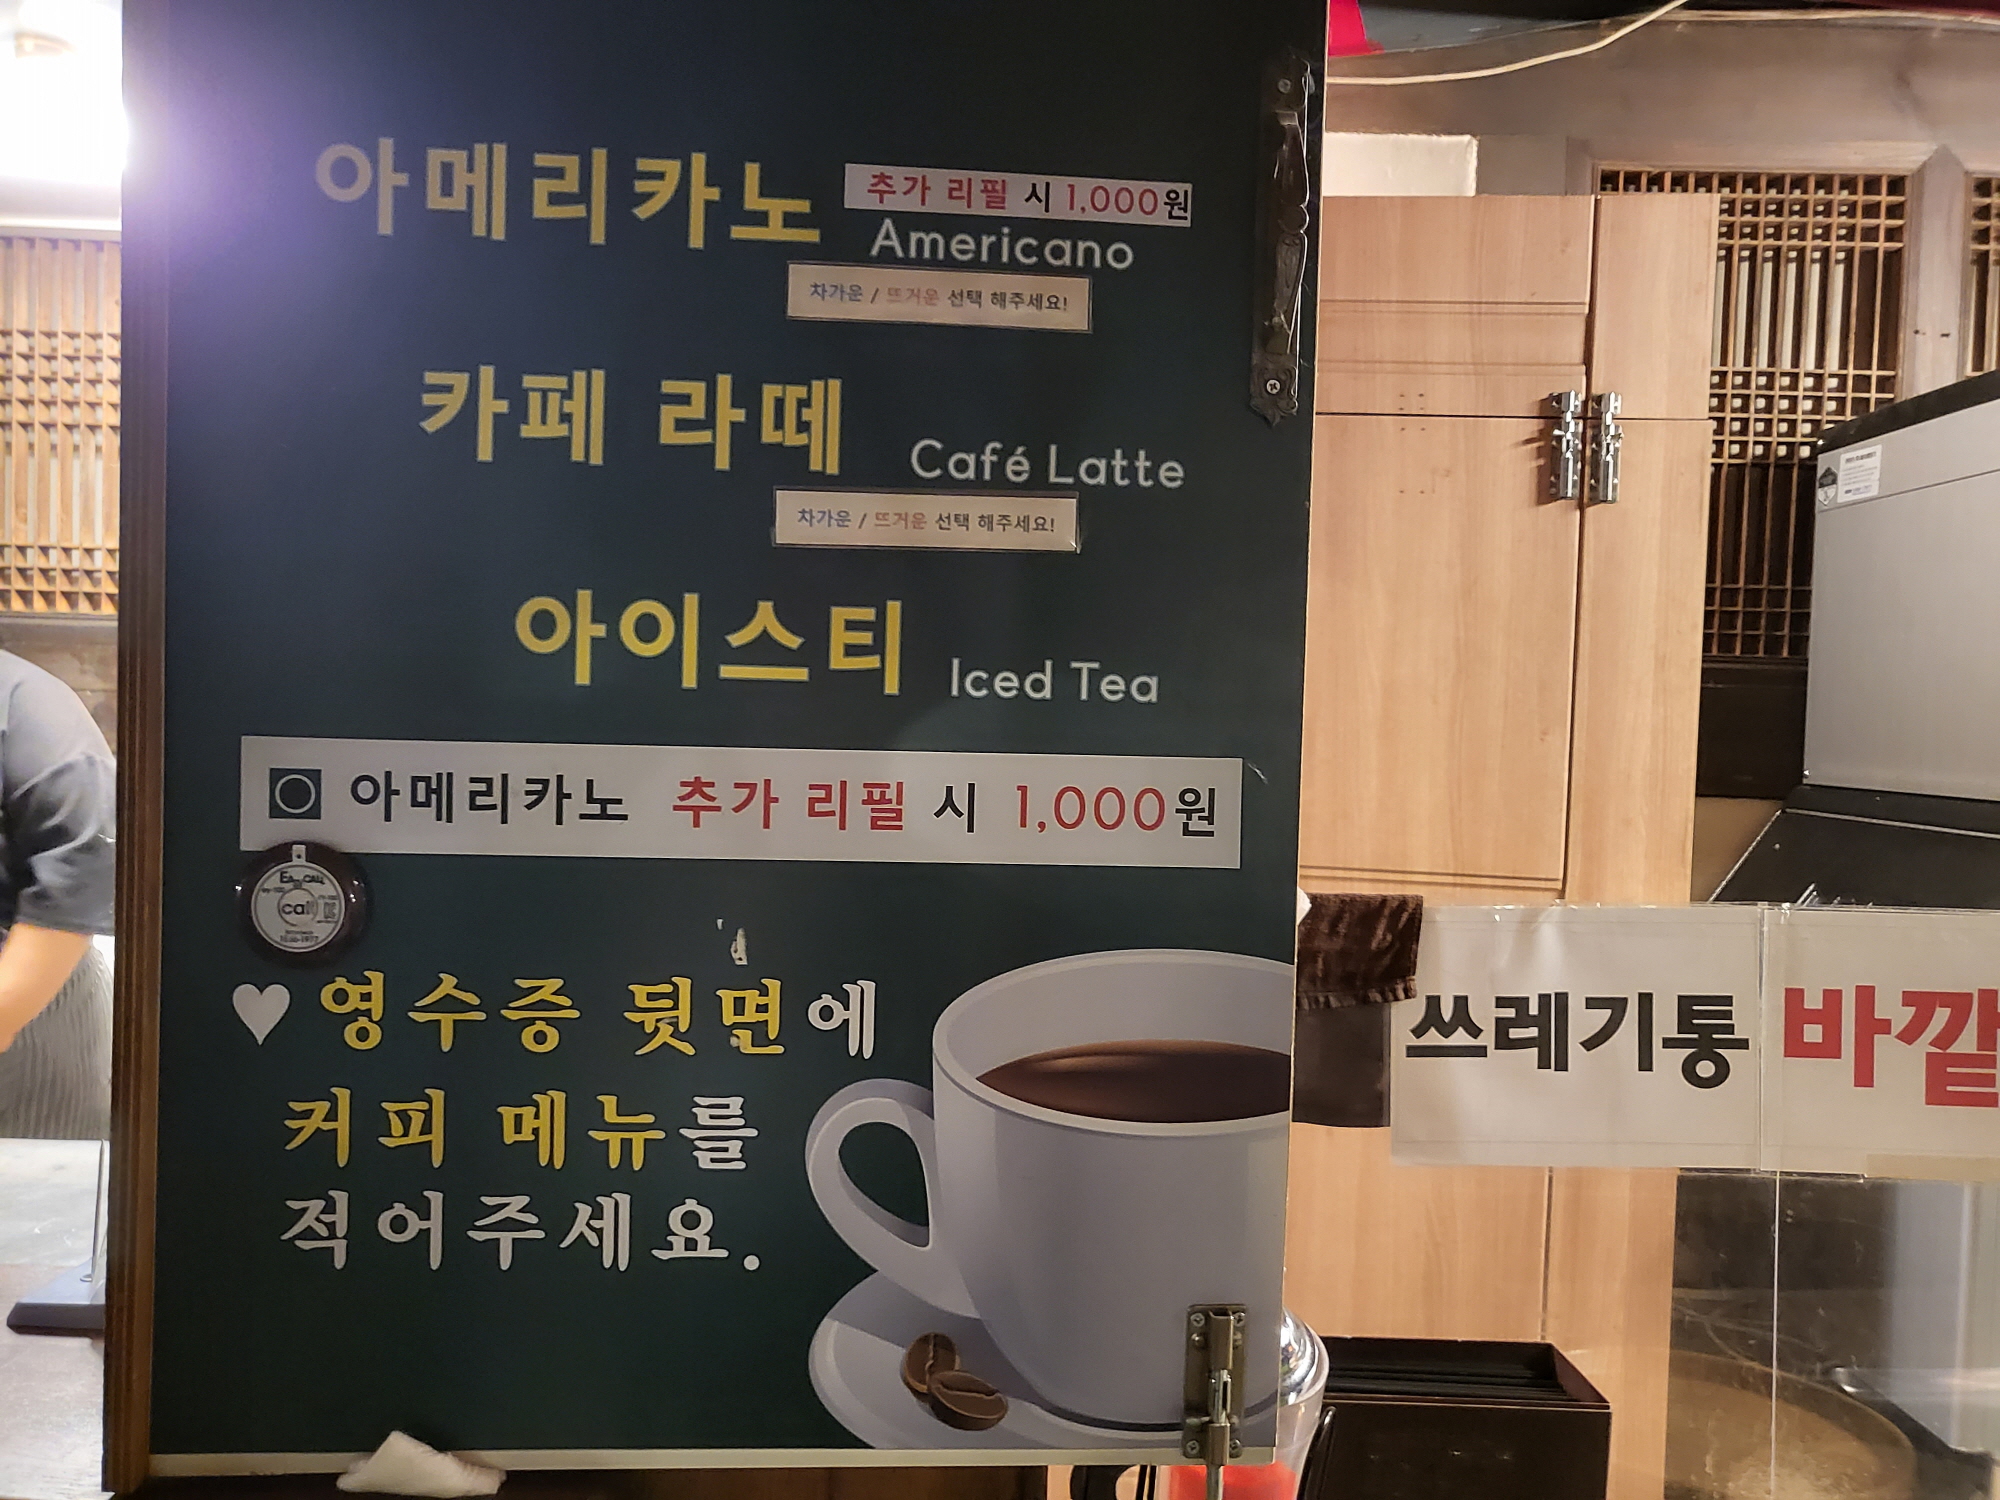 아메리카노 추가 리필 시 1,000원
Americano
차가운 / 뜨거운 선택 해주세요!
카페 라떼 Café Latte
차가운 / 뜨거운 선택 해주세요!
아이스티 Iced Tea
아메리카노 추가 리필 시 1,000원
call
♥ 영수증 뒷면에
커피 메뉴를
적어주세요.
쓰레기통 바깥